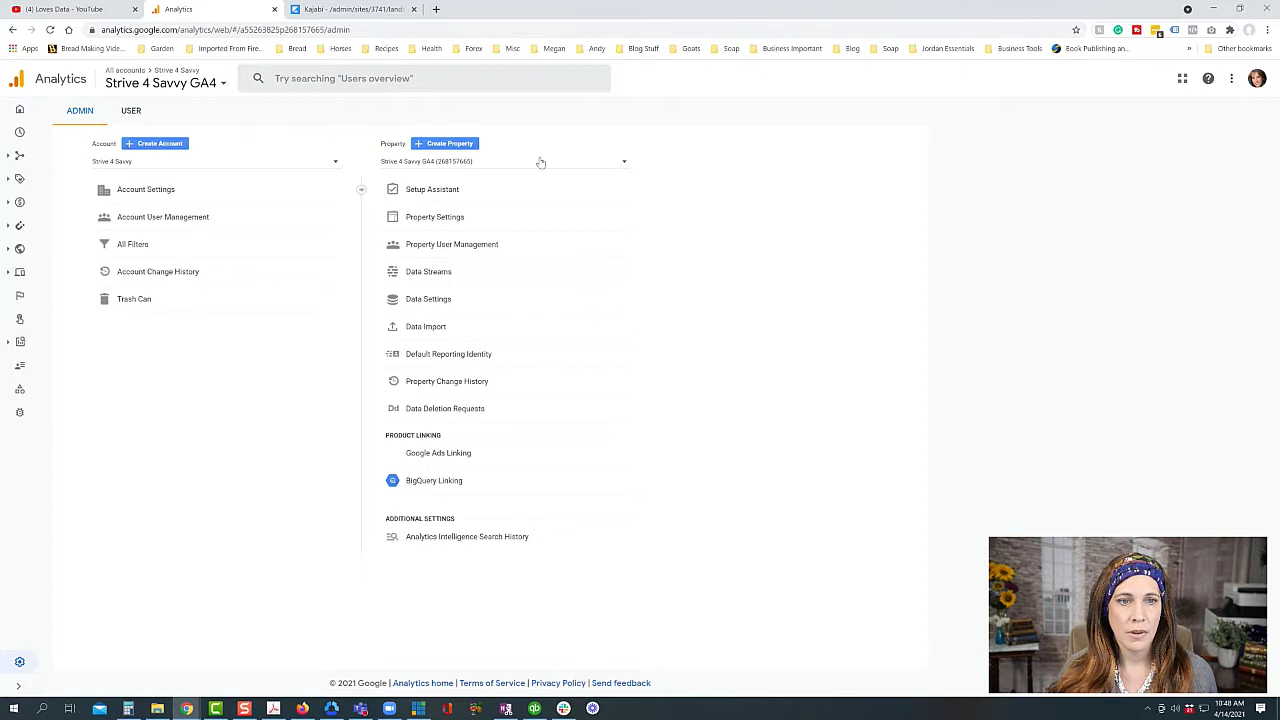 (4) Loves Data - YouTube
Analytics
Kajabi - /admin/sites/3741/land
analytics.google.com/analytics/web/#/a55263825p268157665/admin
Apps
Bread Making Vide...
Garden
Imported From Fire...
Bread
Horses
Recipes
Health
Forex
Misc
Megan
Andy
Blog Stuff
Goats
Soap
Business Important
Blog
Soap
Jordan Essentials
Business Tools
Book Publishing an...
»
Other bookmarks
Analytics
All accounts > Strive 4 Savvy
Strive 4 Savvy GA4
Try searching "Users overview"
ADMIN
USER
Account
+ Create Account
Property
+ Create Property
Strive 4 Savvy
Strive 4 Savvy GA4 (268157665)
Account Settings
Account User Management
All Filters
Account Change History
Trash Can
Setup Assistant
Property Settings
Property User Management
Data Streams
Data Settings
Data Import
Default Reporting Identity
Property Change History
Dd Data Deletion Requests
PRODUCT LINKING
Google Ads Linking
BigQuery Linking
ADDITIONAL SETTINGS
Analytics Intelligence Search History
© 2021 Google | Analytics home | Terms of Service | Privacy Policy | Send feedback
10:48 AM
4/14/2021